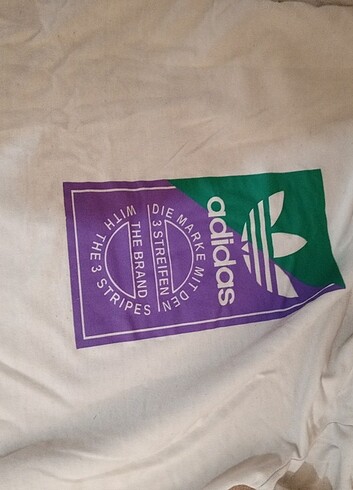 adidas
DIE MARKE MIT DEN
3 STREIFEN
THE BRAND
WITH THE 3 STRIPES